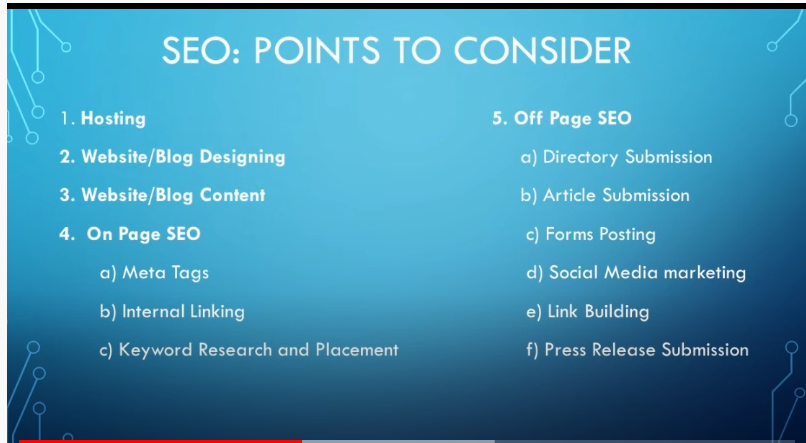 SEO: POINTS TO CONSIDER
1. Hosting
2. Website/Blog Designing
3. Website/Blog Content
4. On Page SEO
a) Meta Tags
b) Internal Linking
c) Keyword Research and Placement
5. Off Page SEO
a) Directory Submission
b) Article Submission
c) Forms Posting
d) Social Media marketing
e) Link Building
f) Press Release Submission